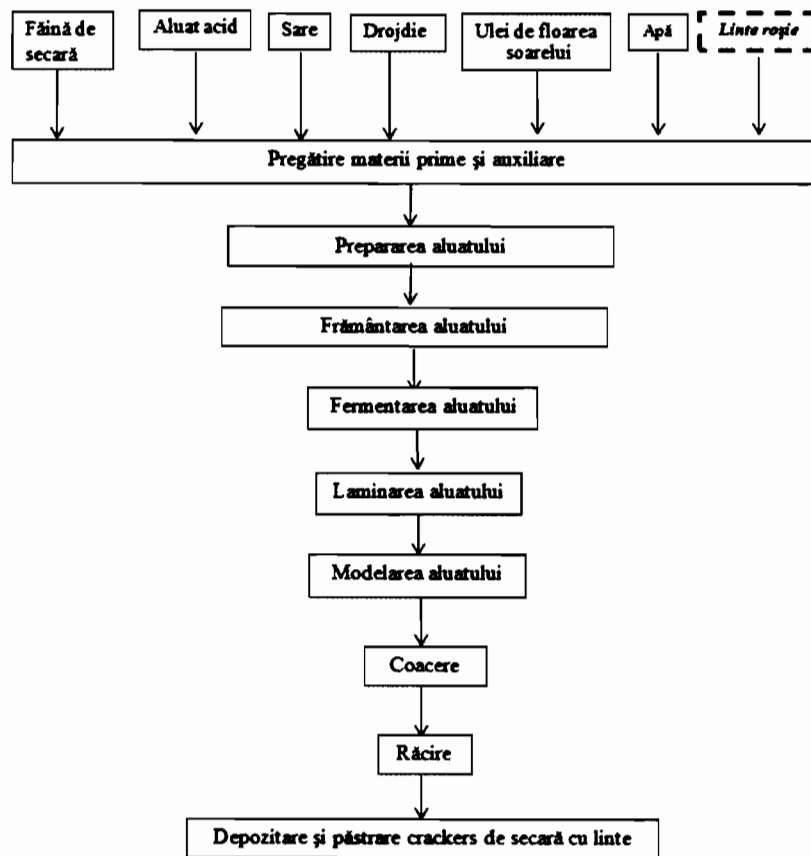 Făină de
secară
Aluat acid
Sare
Drojdie
Ulei de floarea
soarelui
Apă
Linte roșie
Pregătire materii prime și auxiliare
Prepararea aluatului
Frământarea aluatului
Fermentarea aluatului
Laminarea aluatului
Modelarea aluatului
Coacere
Răcire
Depozitare și păstrare crackers de secară cu linte